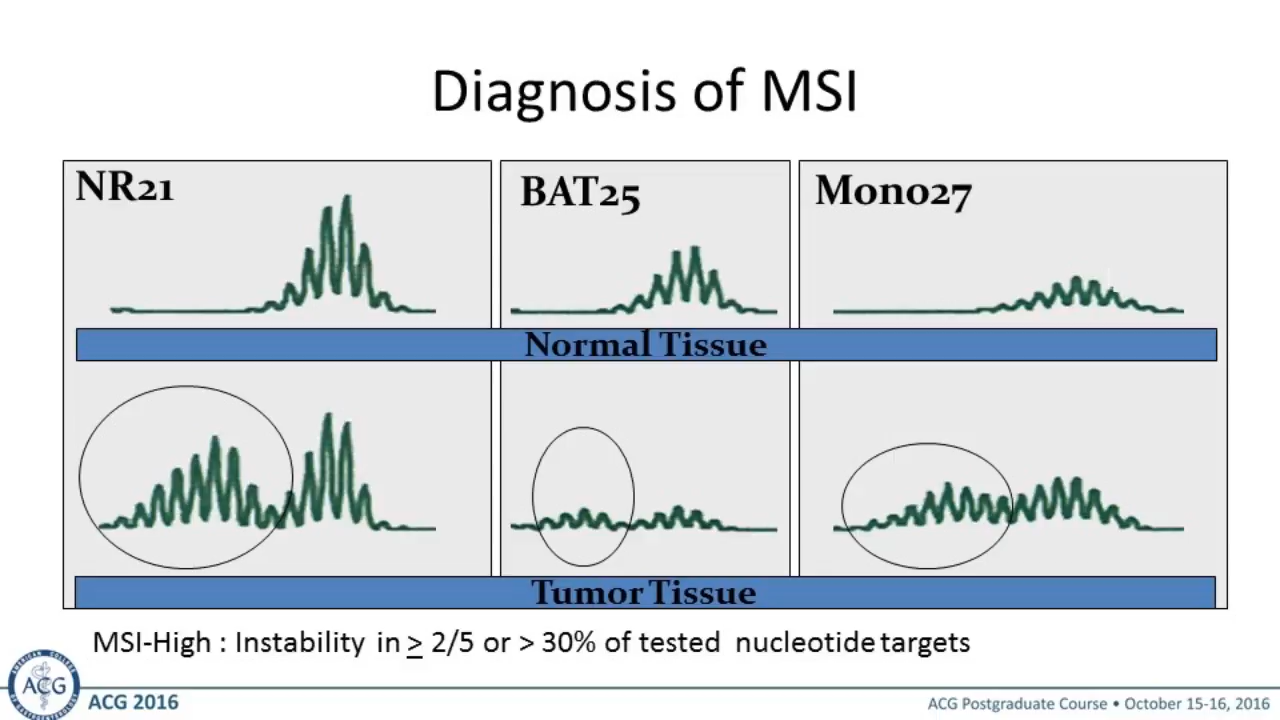 Diagnosis of MSI
NR21
BAT25
Mono27
Normal Tissue
Tumor Tissue
MSI-High : Instability in ≥ 2/5 or > 30% of tested nucleotide targets
ACG
ACG 2016
ACG Postgraduate Course • October 15-16, 2016